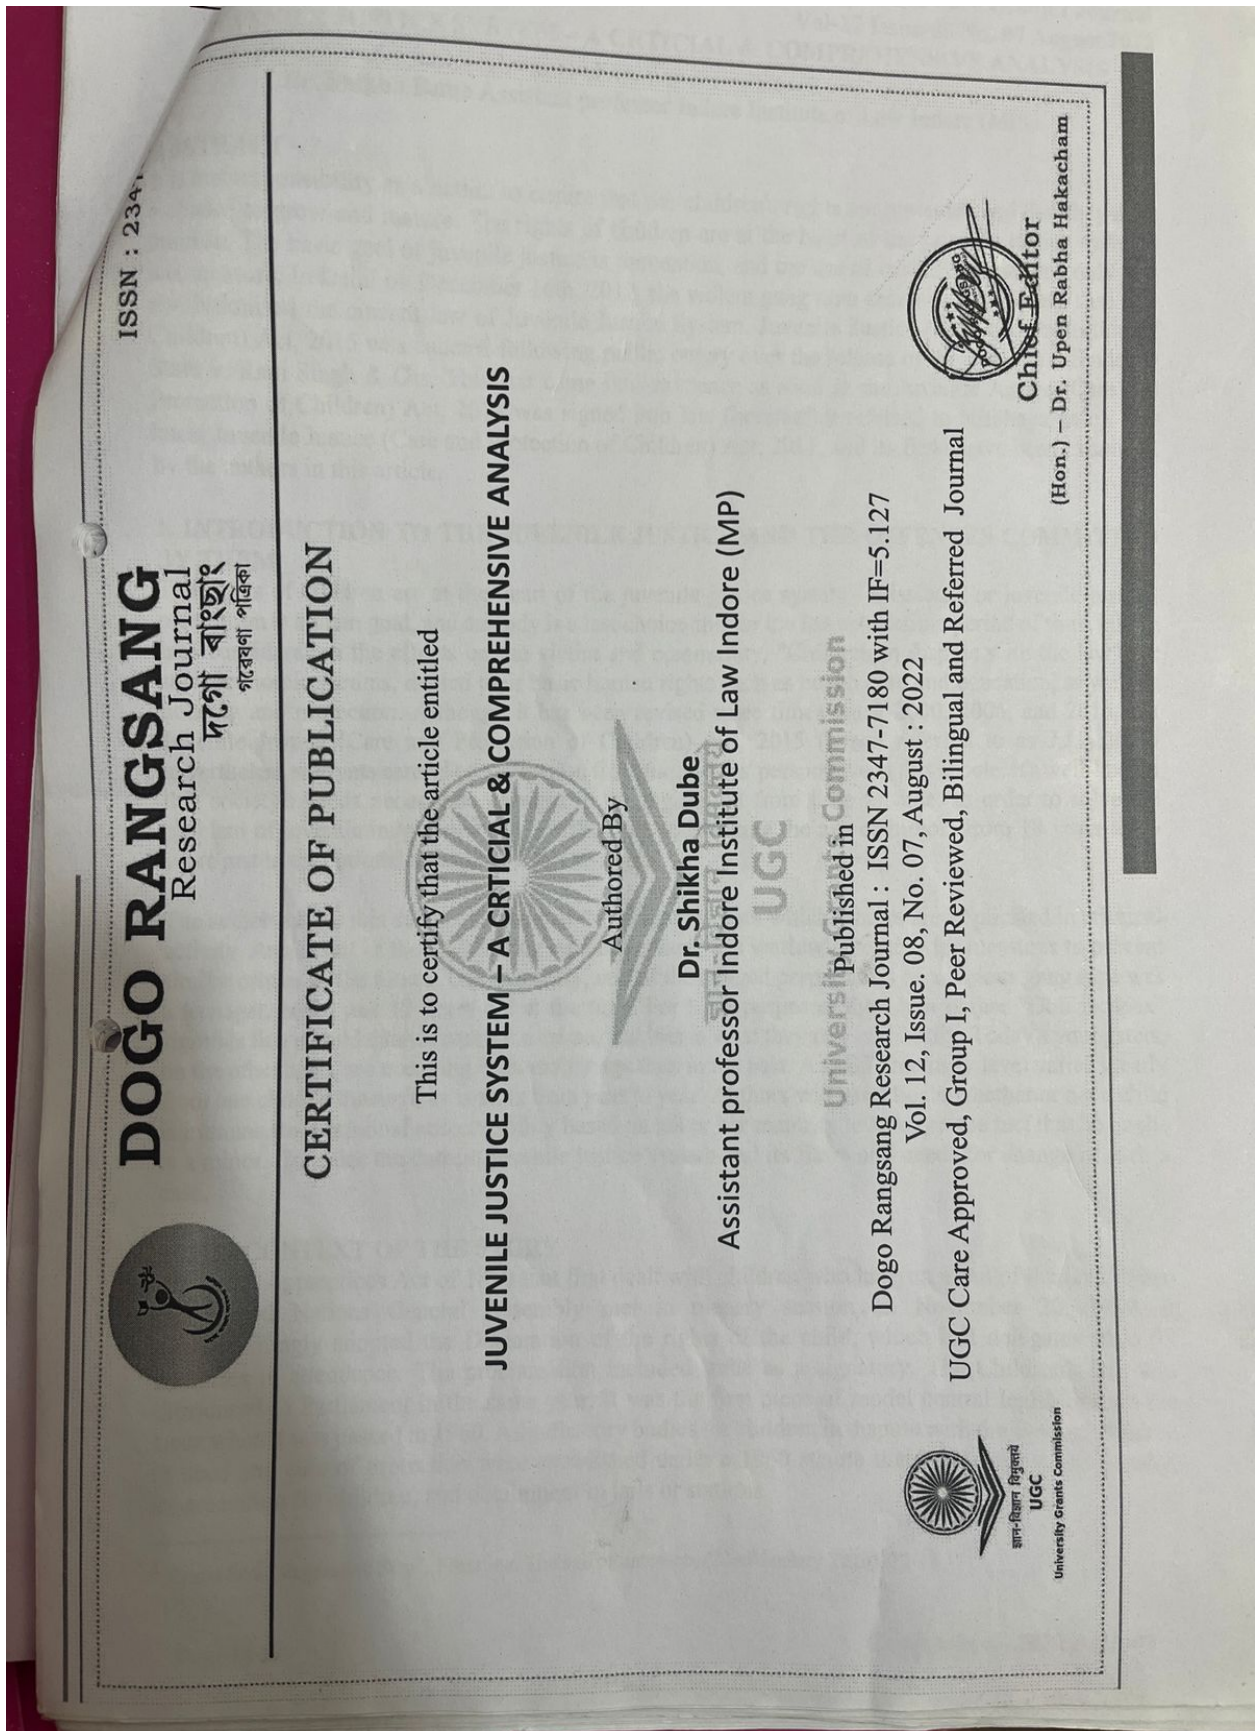 ISSN : 234
DOGO RANGSANG
Research Journal
দগো ৰাংছাং
গৱেষণা পত্ৰিকা
CERTIFICATE OF PUBLICATION
This is to certify that the article entitled
JUVENILE JUSTICE SYSTEM – A CRTICIAL & COMPREHENSIVE ANALYSIS
Authored By
Dr. Shikha Dube
Assistant professor Indore Institute of Law Indore (MP)
UGC
University Grants Commission
Published in
Dogo Rangsang Research Journal : ISSN 2347-7180 with IF=5.127
Vol. 12, Issue. 08, No. 07, August : 2022
UGC Care Approved, Group I, Peer Reviewed, Bilingual and Referred Journal
ज्ञान-विज्ञान विमुक्तये
UGC
University Grants Commission
Chief Editor
(Hon.) – Dr. Upen Rabha Hakacham